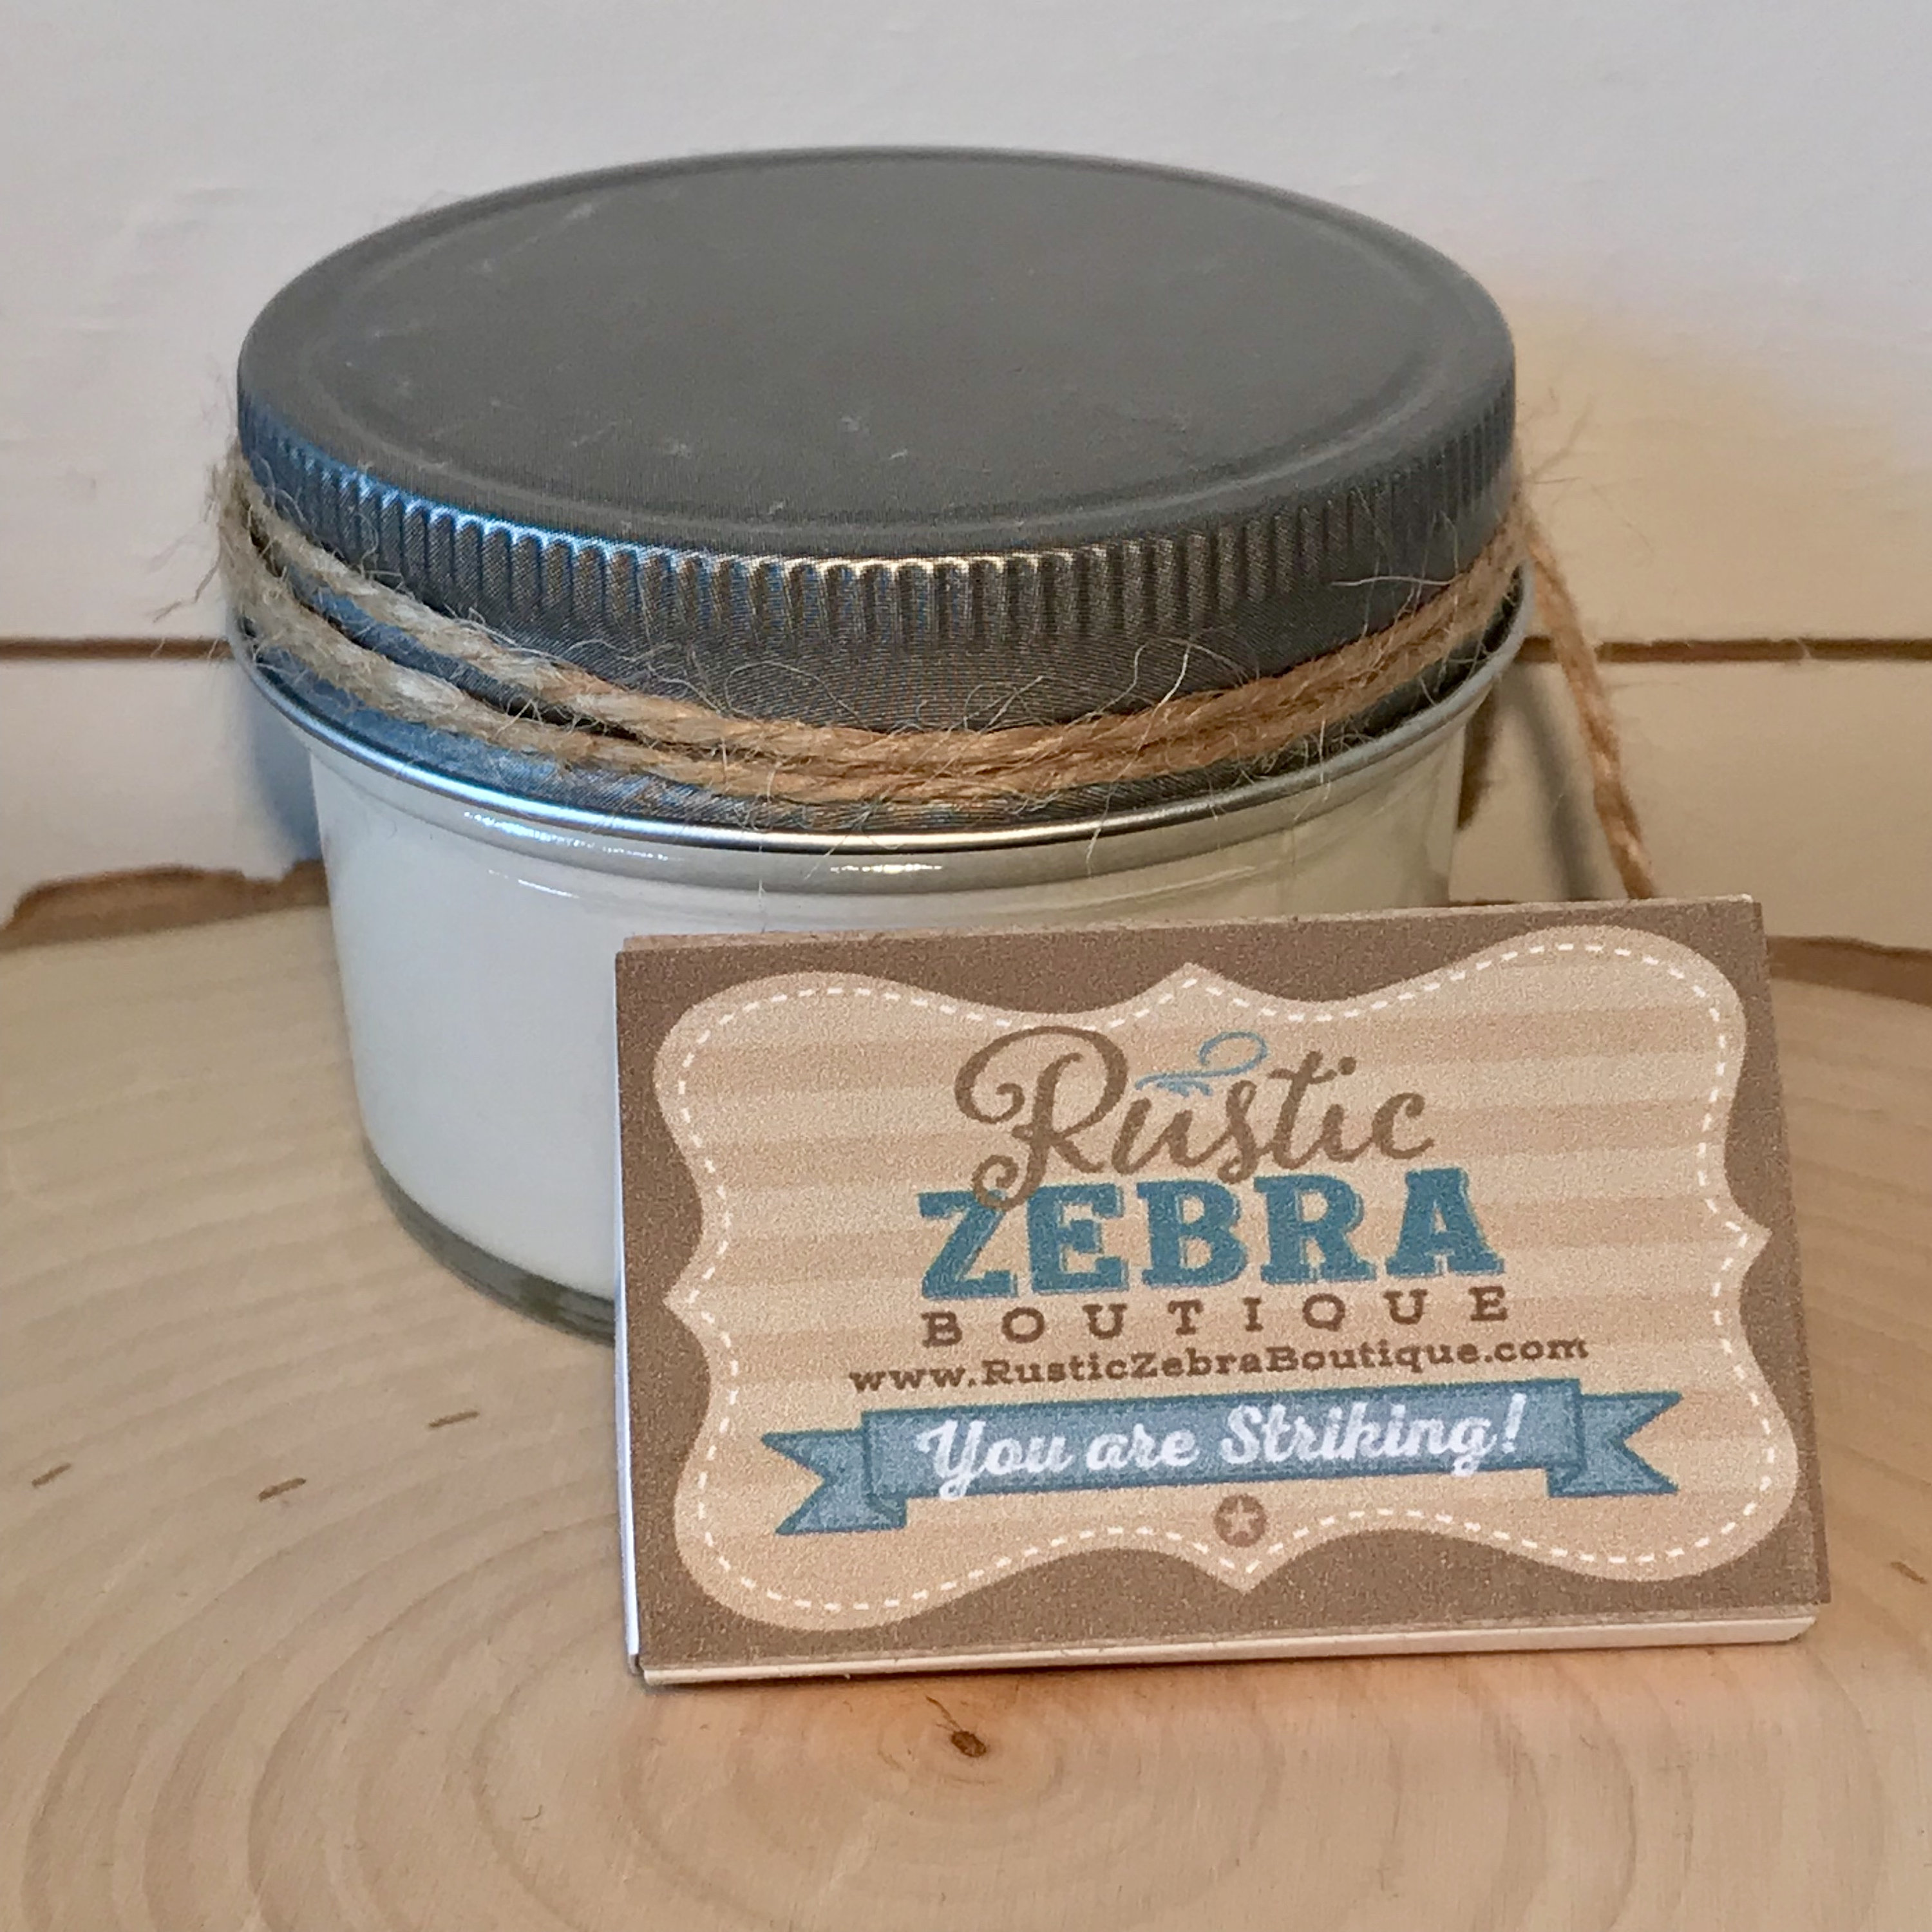 Rustic
ZEBRA
BOUTIQUE
www.RusticZebraBoutique.com
You are Striking!